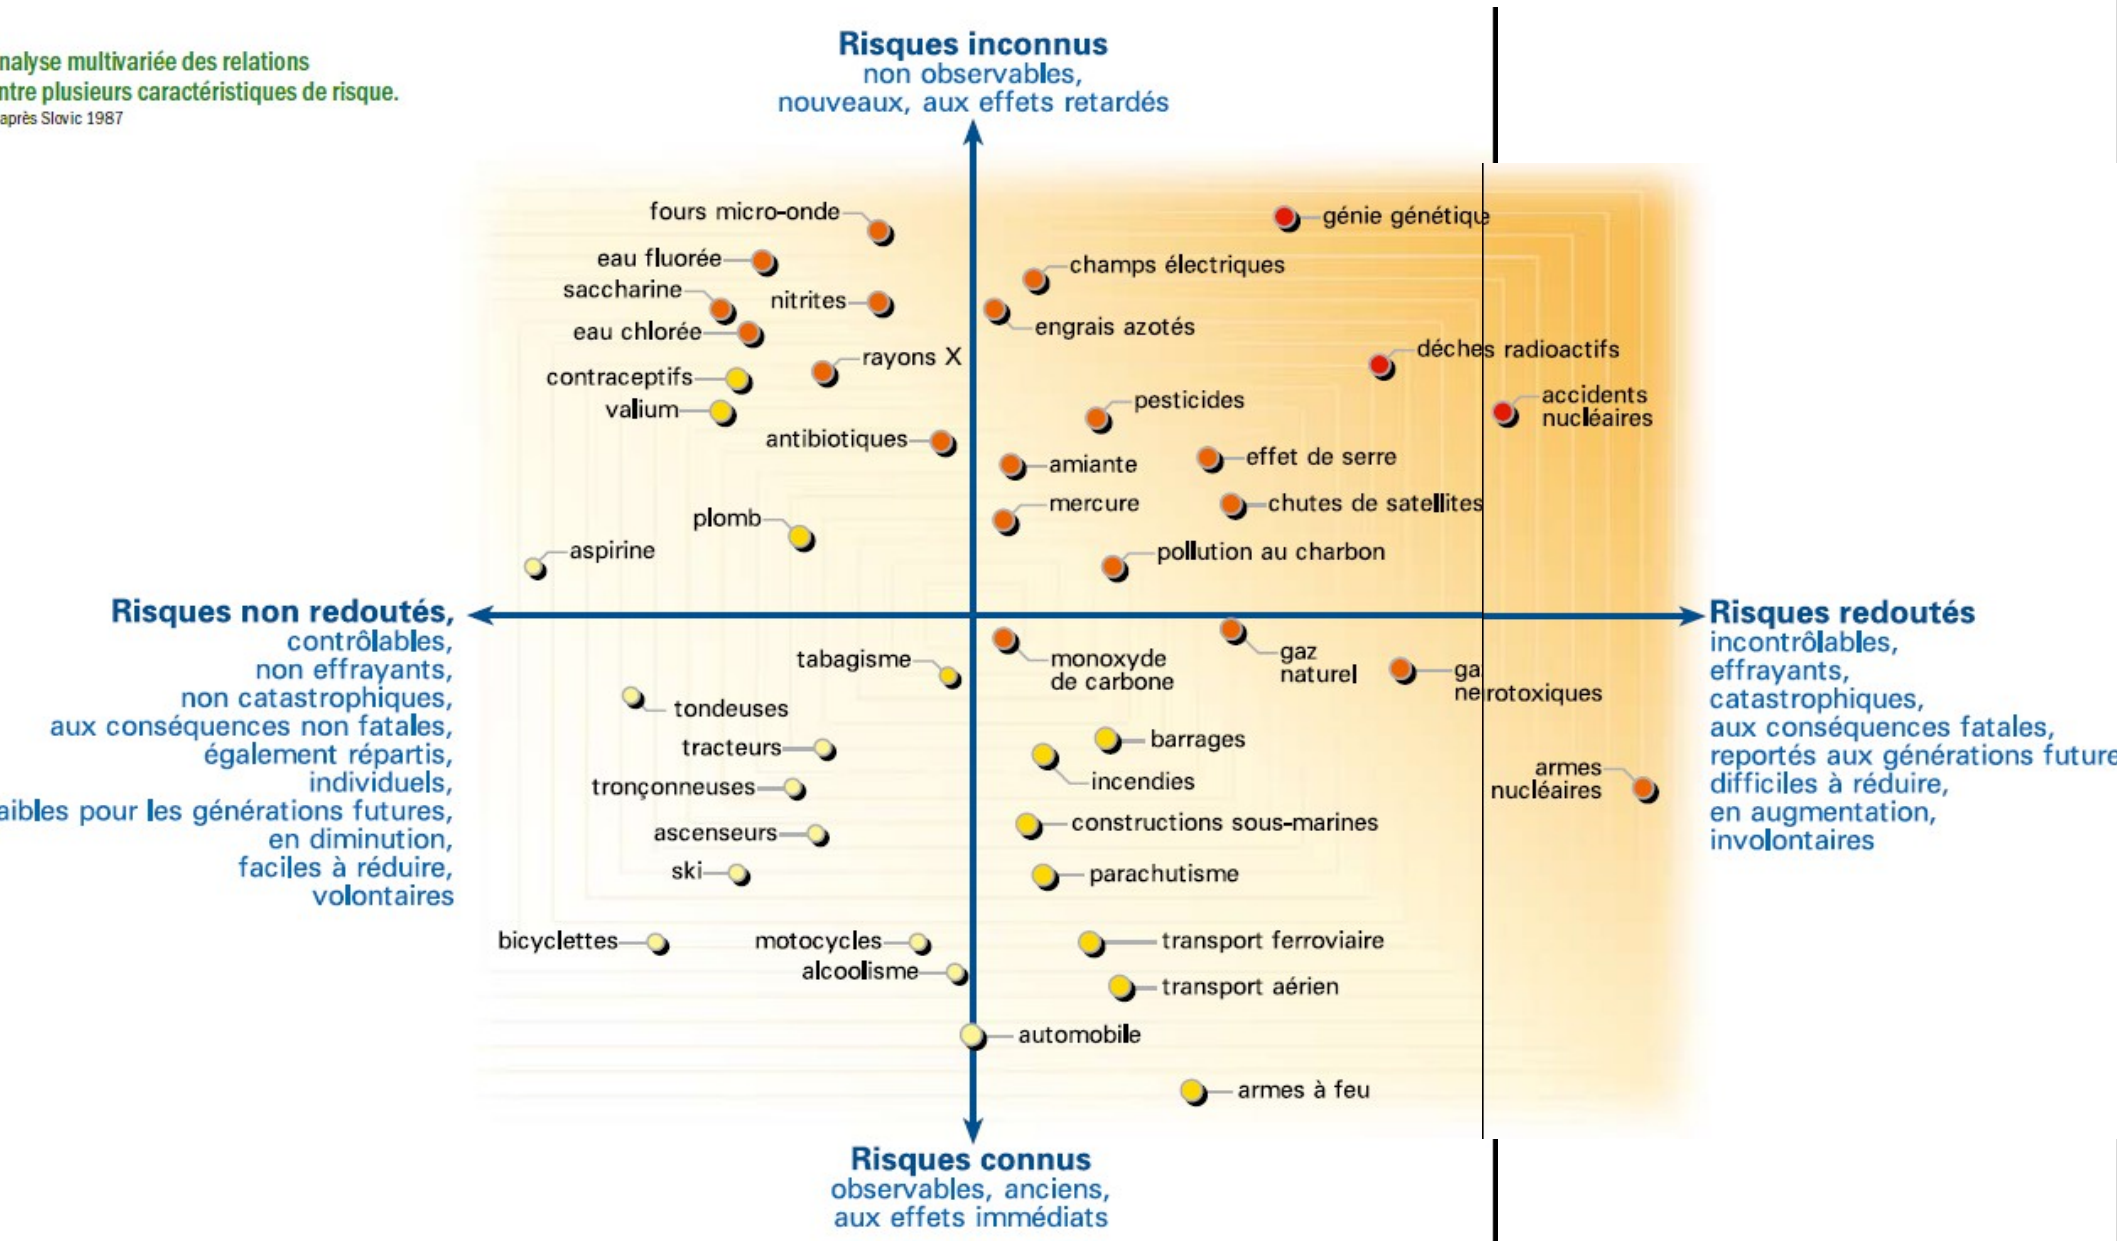 nalyse multivariée des relations
ntre plusieurs caractéristiques de risque.
après Slovic 1987
Risques inconnus
non observables,
nouveaux, aux effets retardés
fours micro-onde
génie génétique
eau fluorée
champs électriques
saccharine
nitrites
engrais azotés
eau chlorée
rayons X
déches radioactifs
contraceptifs
accidents
nucléaires
pesticides
valium
antibiotiques
effet de serre
amiante
mercure
chutes de satellites
plomb
aspirine
pollution au charbon
Risques non redoutés,
contrôlables,
non effrayants,
non catastrophiques,
aux conséquences non fatales,
également répartis,
individuels,
aibles pour les générations futures,
en diminution,
faciles à réduire,
volontaires
Risques redoutés
incontrôlables,
effrayants,
catastrophiques,
aux conséquences fatales,
reportés aux générations future
difficiles à réduire,
en augmentation,
involontaires
tabagisme
monoxyde
de carbone
gaz
naturel
ga
nerotoxiques
tondeuses
tracteurs
barrages
incendies
armes
nucléaires
tronçonneuses
ascenseurs
constructions sous-marines
ski
parachutisme
bicyclettes
motocycles
transport ferroviaire
alcoolisme
transport aérien
automobile
armes à feu
Risques connus
observables, anciens,
aux effets immédiats